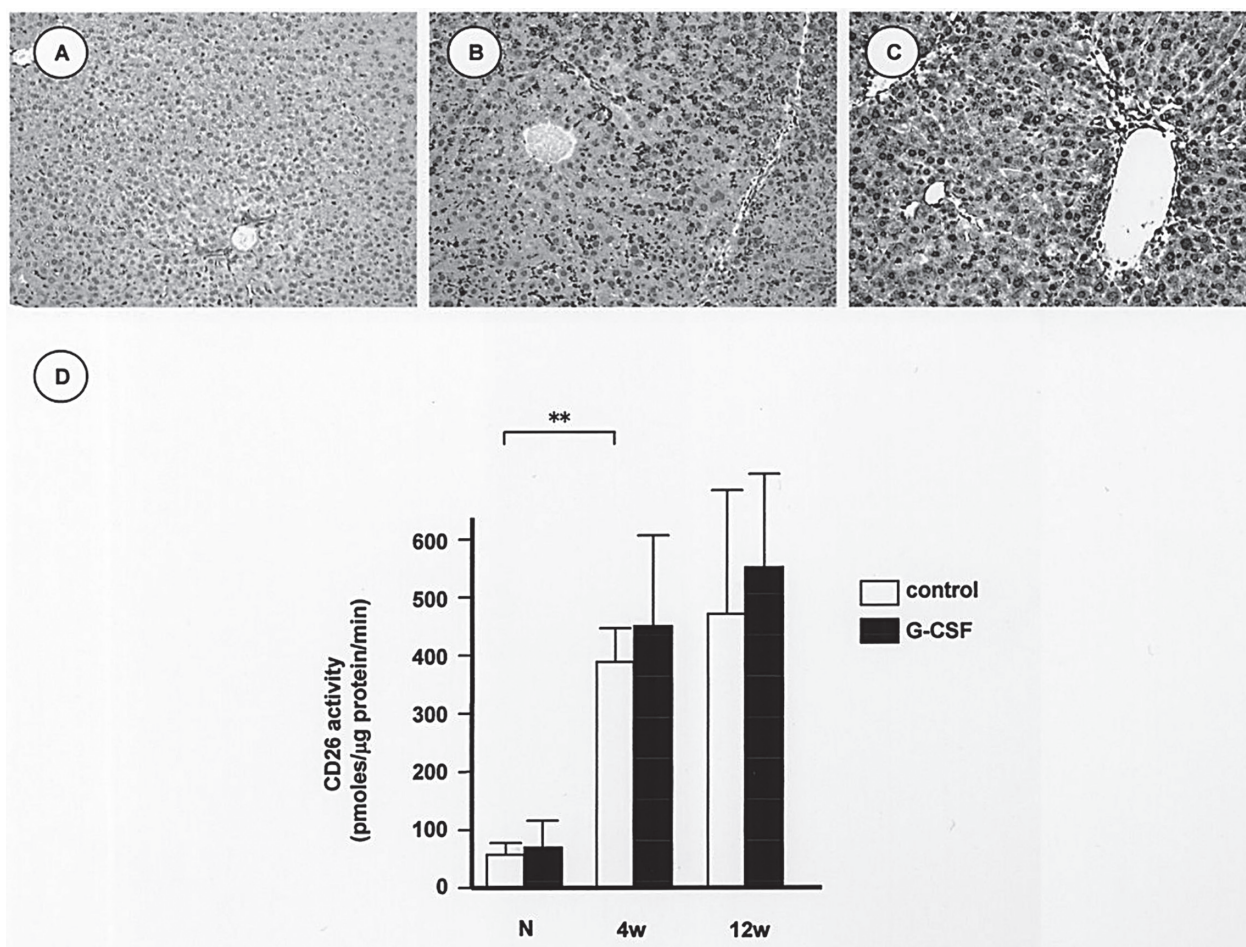 A
B
C
D
**
600
500
400
300
200
100
0
CD26 activity
(pmoles/µg protein/min)
N
4w
12w
control
G-CSF